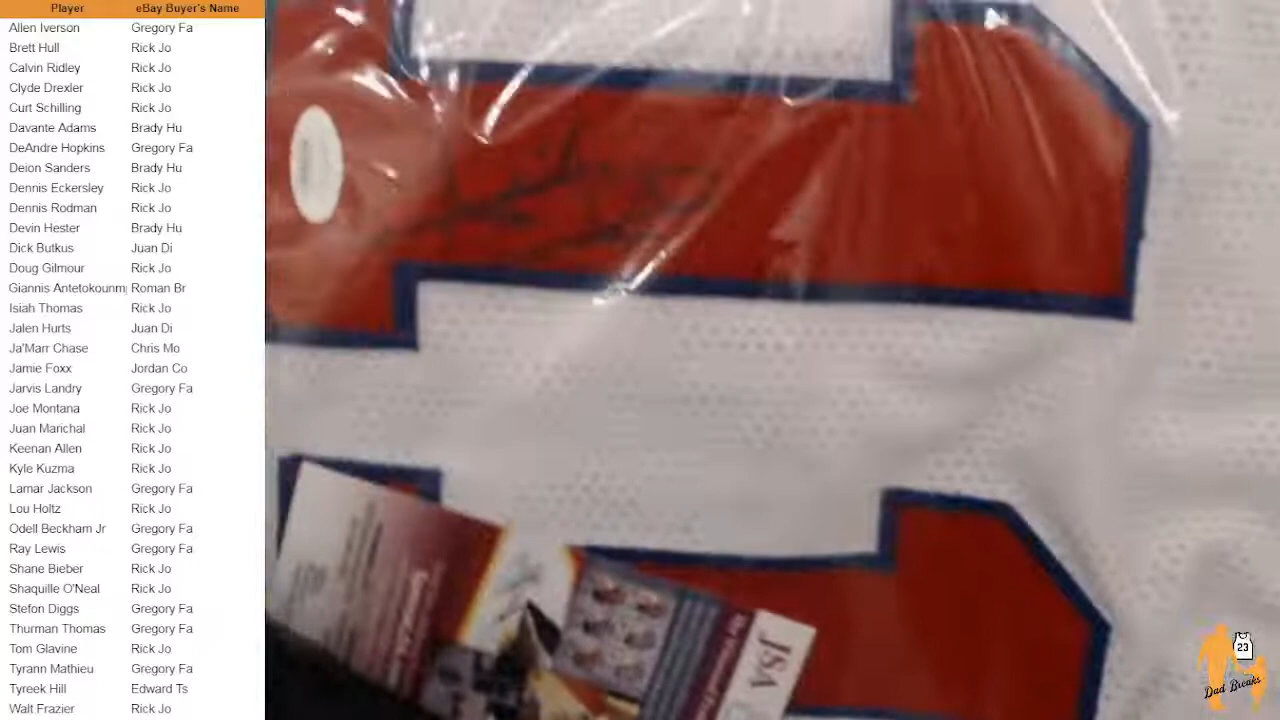 Player eBay Buyer's Name
Allen Iverson Gregory Fa
Brett Hull Rick Jo
Calvin Ridley Rick Jo
Clyde Drexler Rick Jo
Curt Schilling Rick Jo
Davante Adams Brady Hu
DeAndre Hopkins Gregory Fa
Deion Sanders Brady Hu
Dennis Eckersley Rick Jo
Dennis Rodman Rick Jo
Devin Hester Brady Hu
Dick Butkus Juan Di
Doug Gilmour Rick Jo
Giannis Antetokounm Roman Br
Isiah Thomas Rick Jo
Jalen Hurts Juan Di
Ja'Marr Chase Chris Mo
Jamie Foxx Jordan Co
Jarvis Landry Gregory Fa
Joe Montana Rick Jo
Juan Marichal Rick Jo
Keenan Allen Rick Jo
Kyle Kuzma Rick Jo
Lamar Jackson Gregory Fa
Lou Holtz Rick Jo
Odell Beckham Jr Gregory Fa
Ray Lewis Gregory Fa
Shane Bieber Rick Jo
Shaquille O'Neal Rick Jo
Stefon Diggs Gregory Fa
Thurman Thomas Gregory Fa
Tom Glavine Rick Jo
Tyrann Mathieu Gregory Fa
Tyreek Hill Edward Ts
Walt Frazier Rick Jo
JSA
23
Dad Breaks